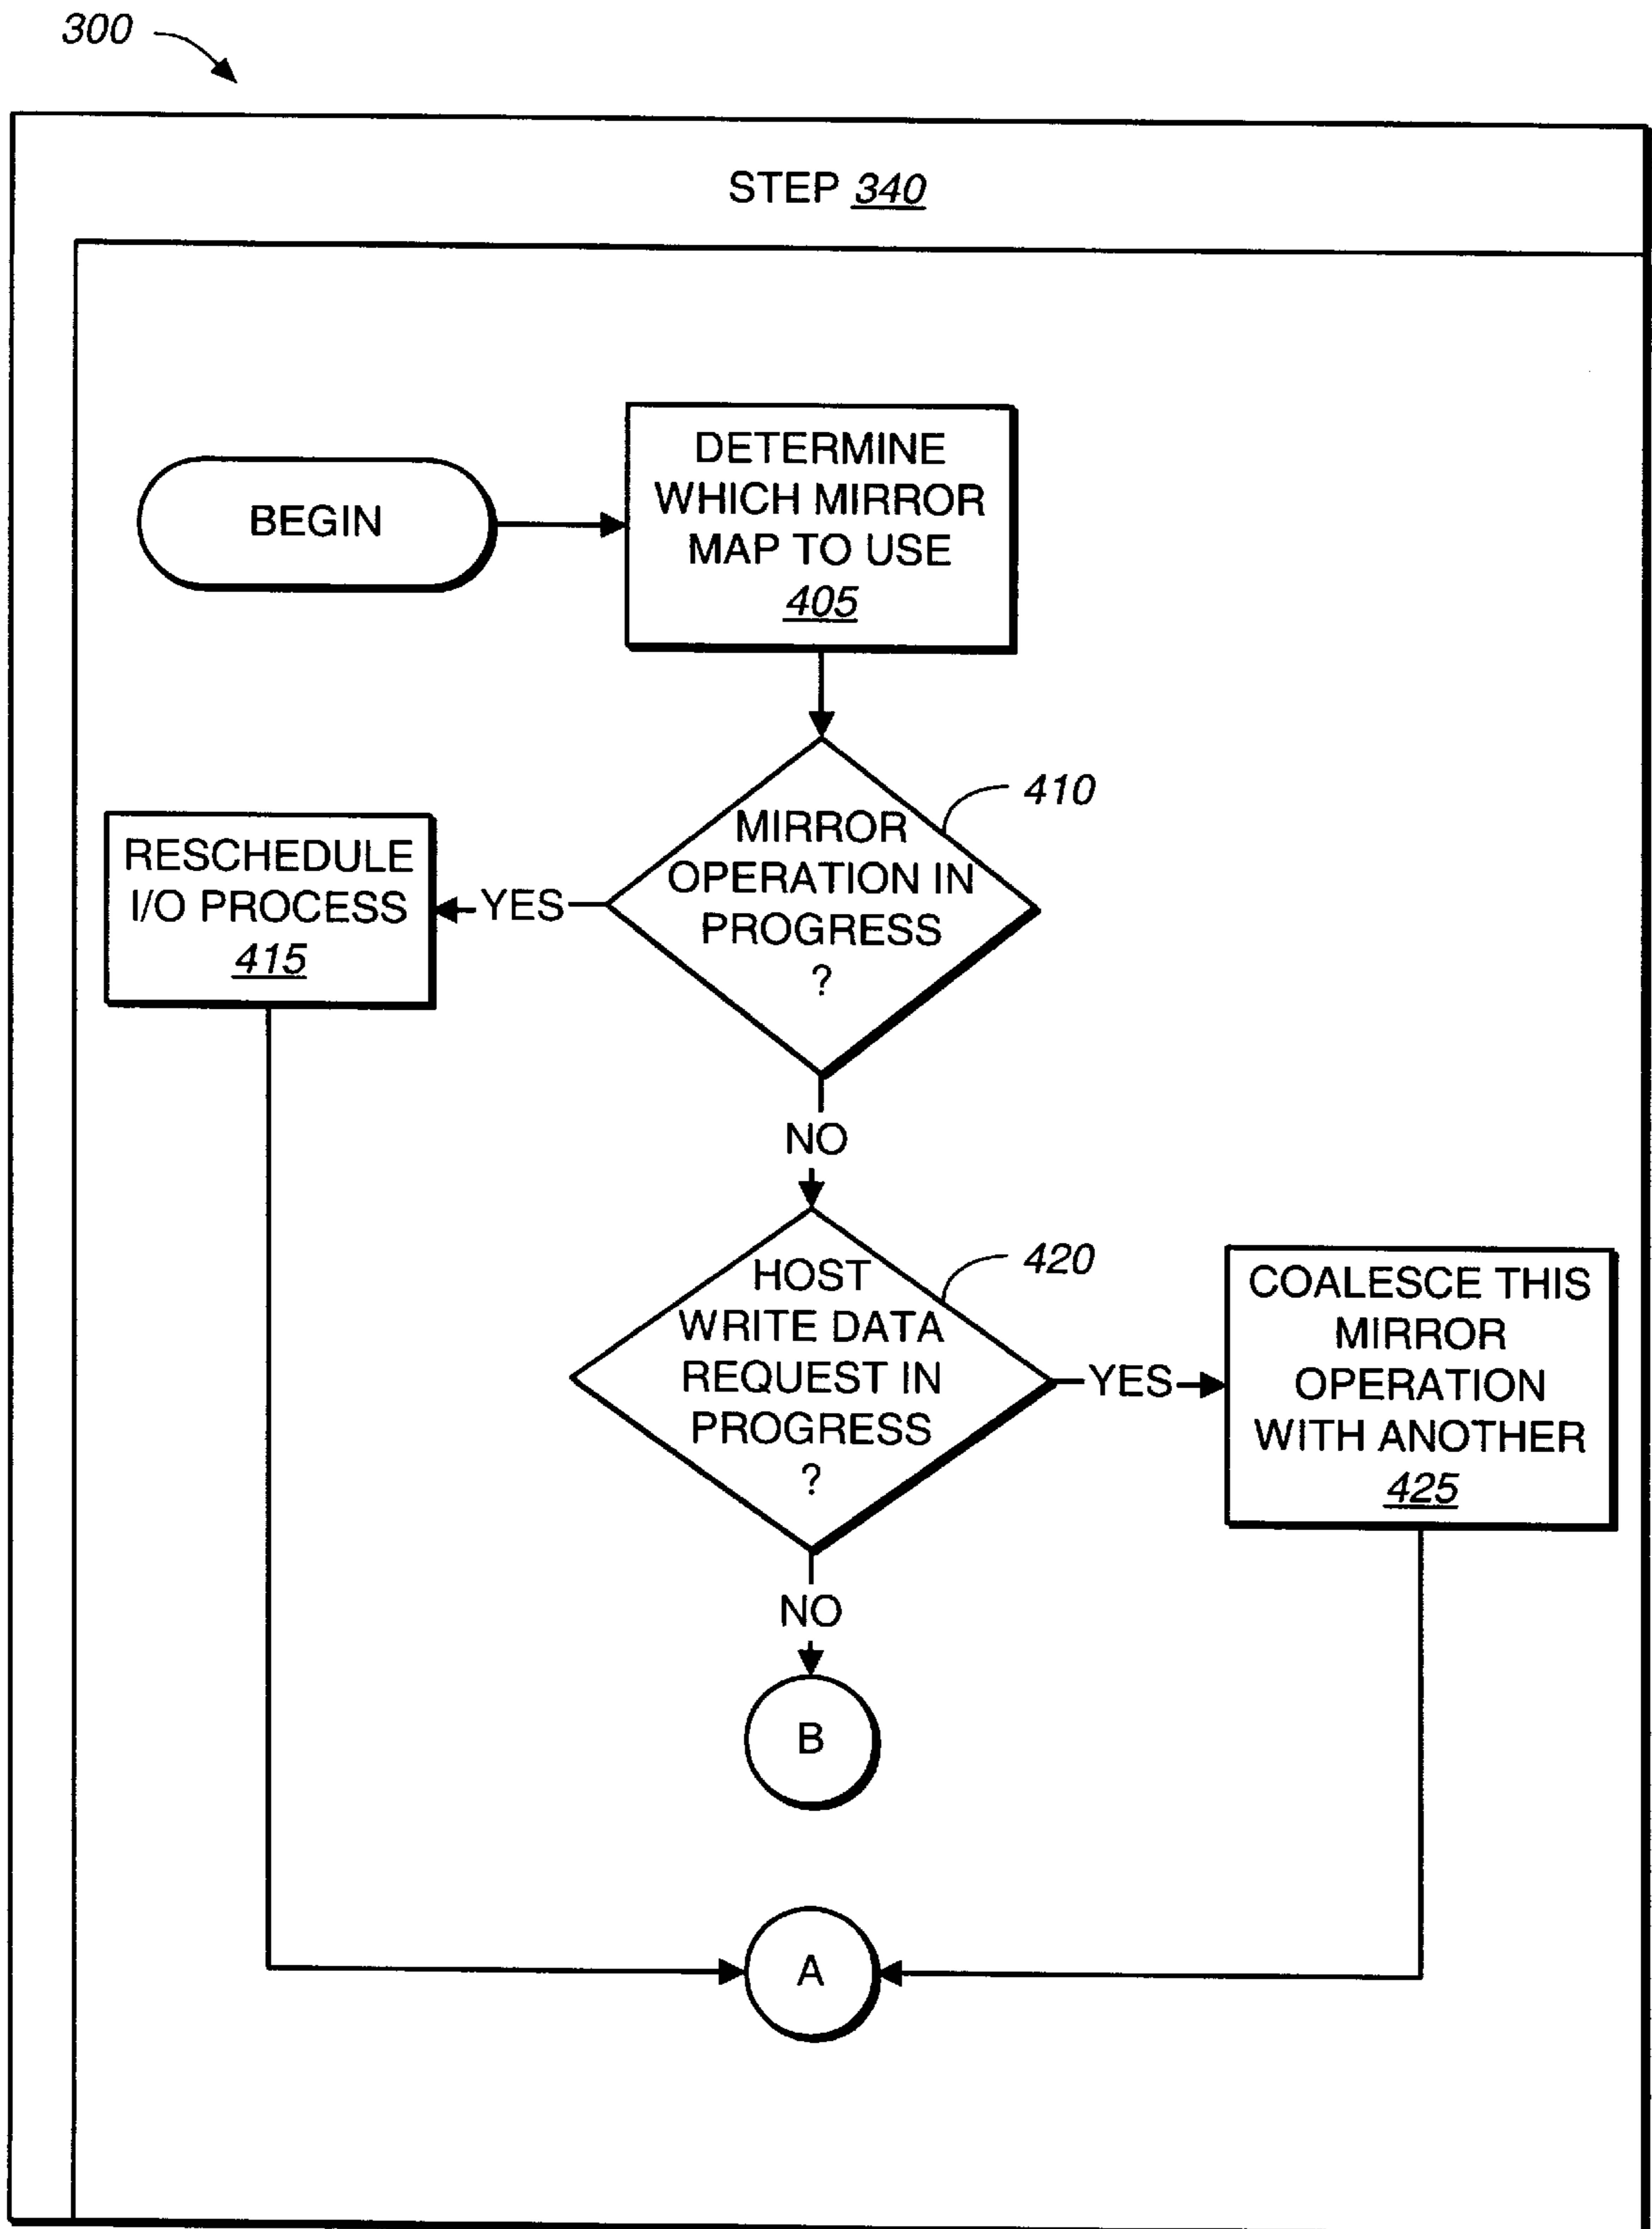 300
STEP 340
BEGIN
DETERMINE
WHICH MIRROR
MAP TO USE
405
MIRROR
OPERATION IN
PROGRESS
?
410
YES
RESCHEDULE
I/O PROCESS
415
NO
HOST
WRITE DATA
REQUEST IN
PROGRESS
?
420
YES
COALESCE THIS
MIRROR
OPERATION
WITH ANOTHER
425
NO
B
A